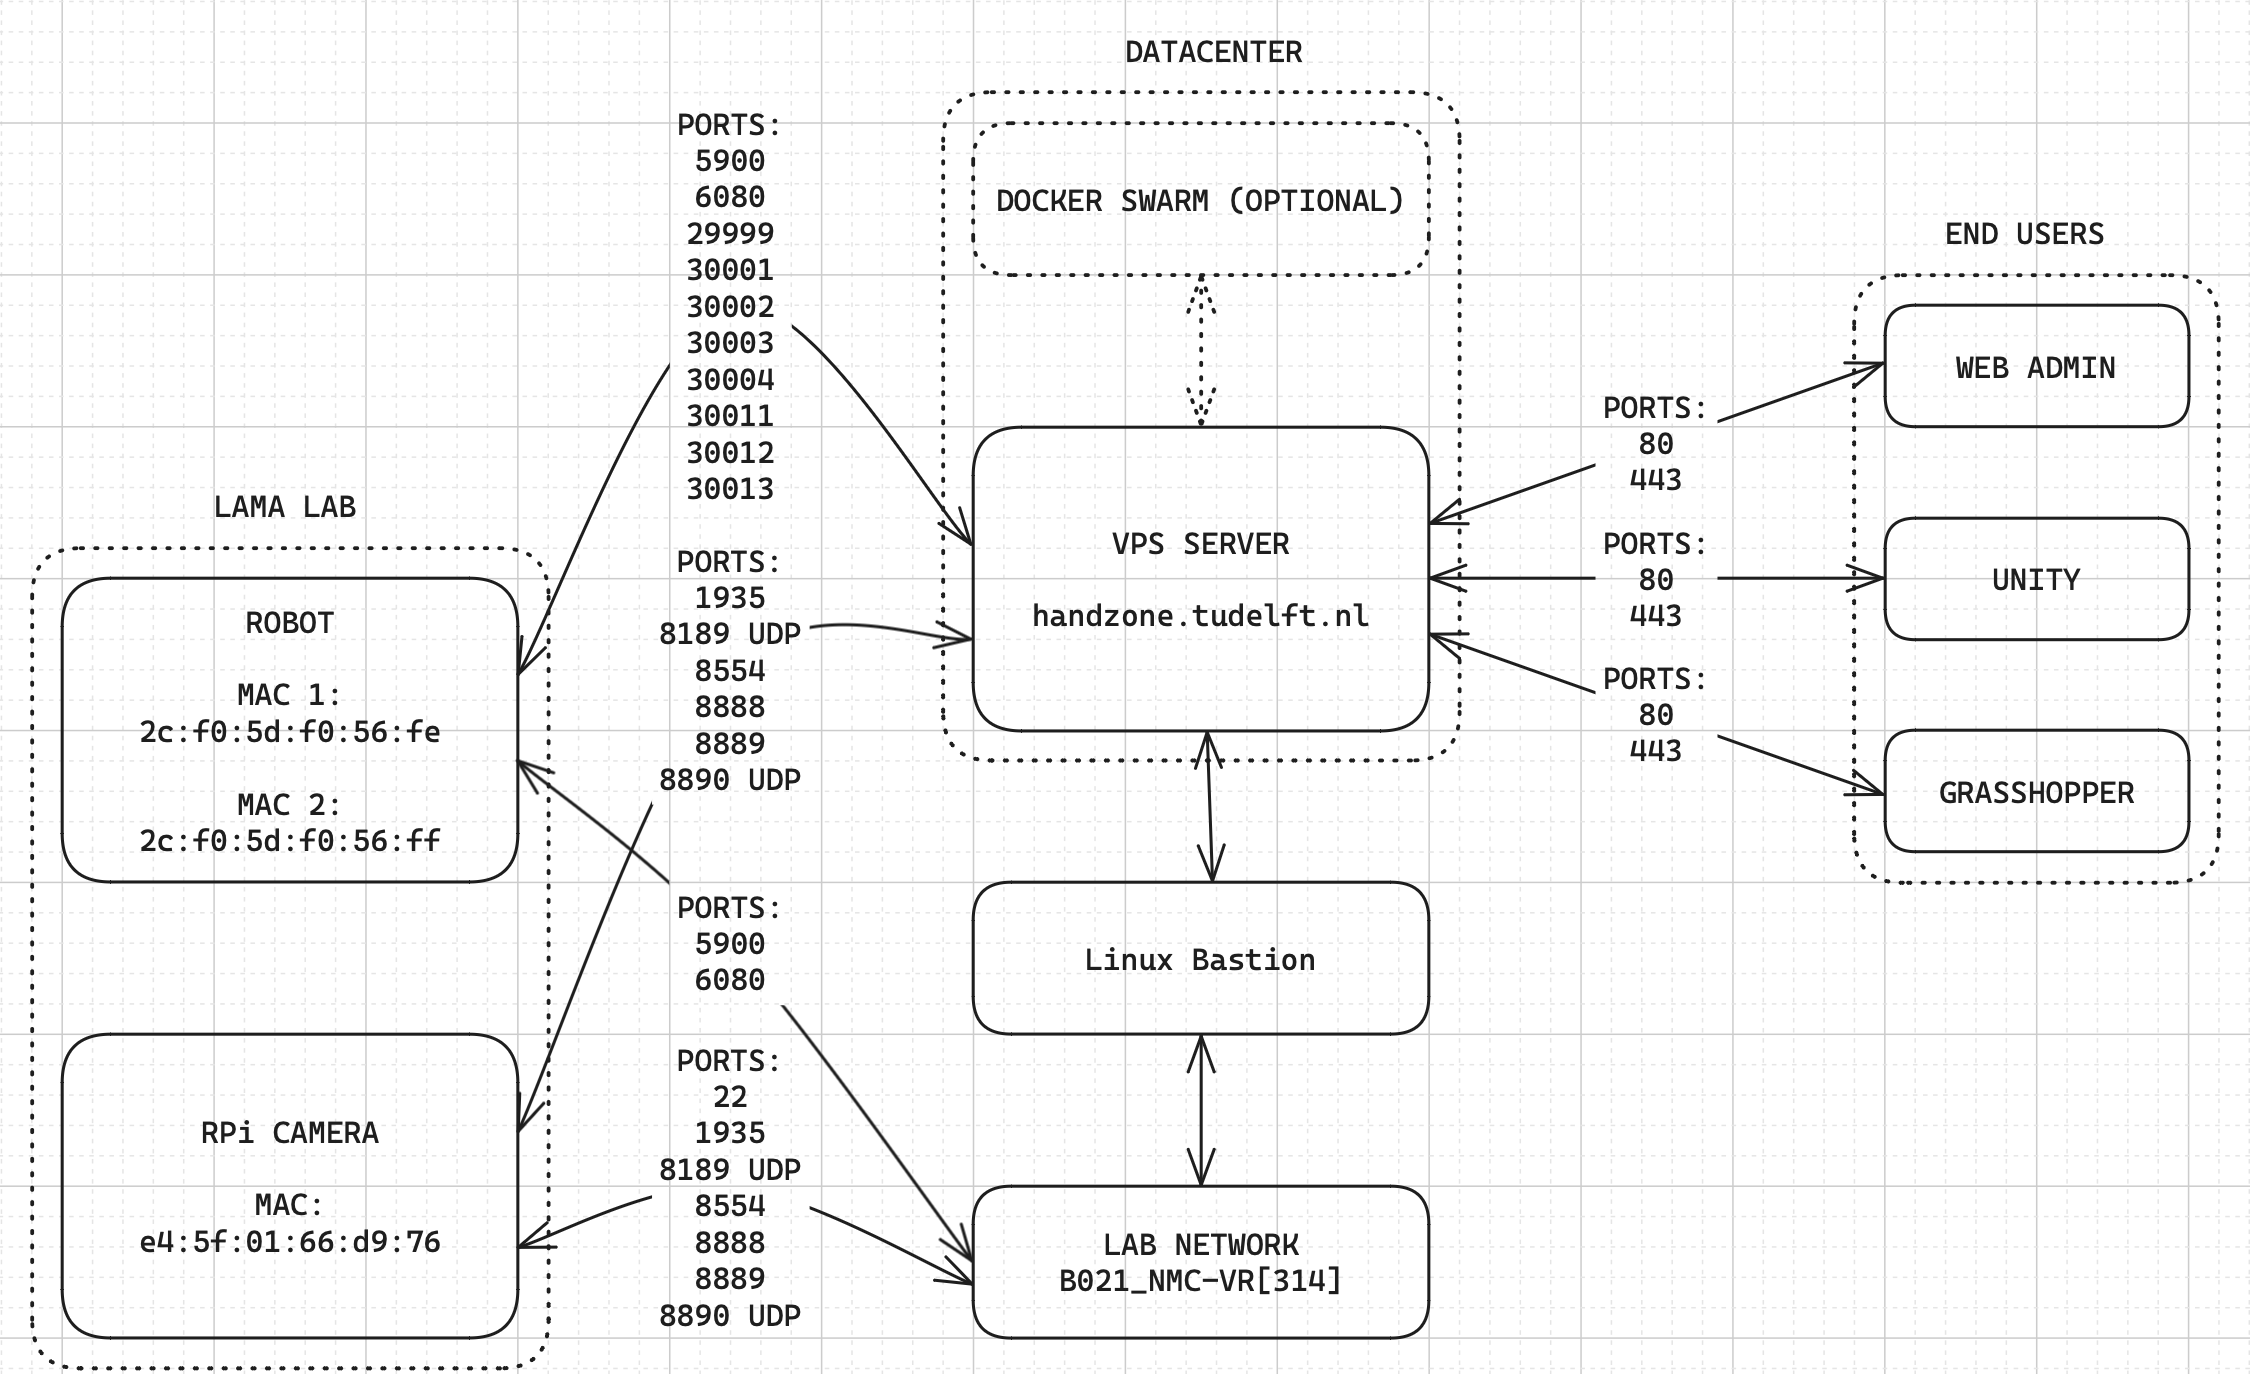 DATACENTER
DOCKER SWARM (OPTIONAL)
VPS SERVER
handzone.tudelft.nl
Linux Bastion
LAB NETWORK
B021_NMC-VR[314]
LAMA LAB
ROBOT
MAC 1:
2c:f0:5d:f0:56:fe
MAC 2:
2c:f0:5d:f0:56:ff
RPi CAMERA
MAC:
e4:5f:01:66:d9:76
PORTS:
5900
6080
29999
30001
30002
30003
30004
30011
30012
30013
PORTS:
1935
8189 UDP
8554
8888
8889
8890 UDP
PORTS:
5900
6080
PORTS:
22
1935
8189 UDP
8554
8888
8889
8890 UDP
PORTS:
80
443
PORTS:
80
443
PORTS:
80
443
END USERS
WEB ADMIN
UNITY
GRASSHOPPER